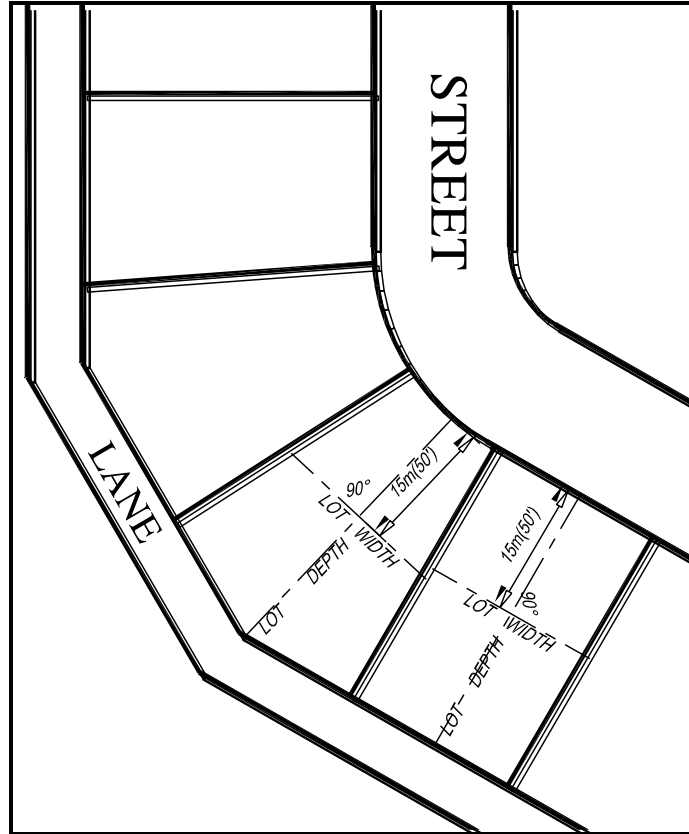 STREET
LANE
15m(50')
90°
LOT WIDTH
LOT DEPTH
15m(50')
90°
LOT WIDTH
LOT DEPTH